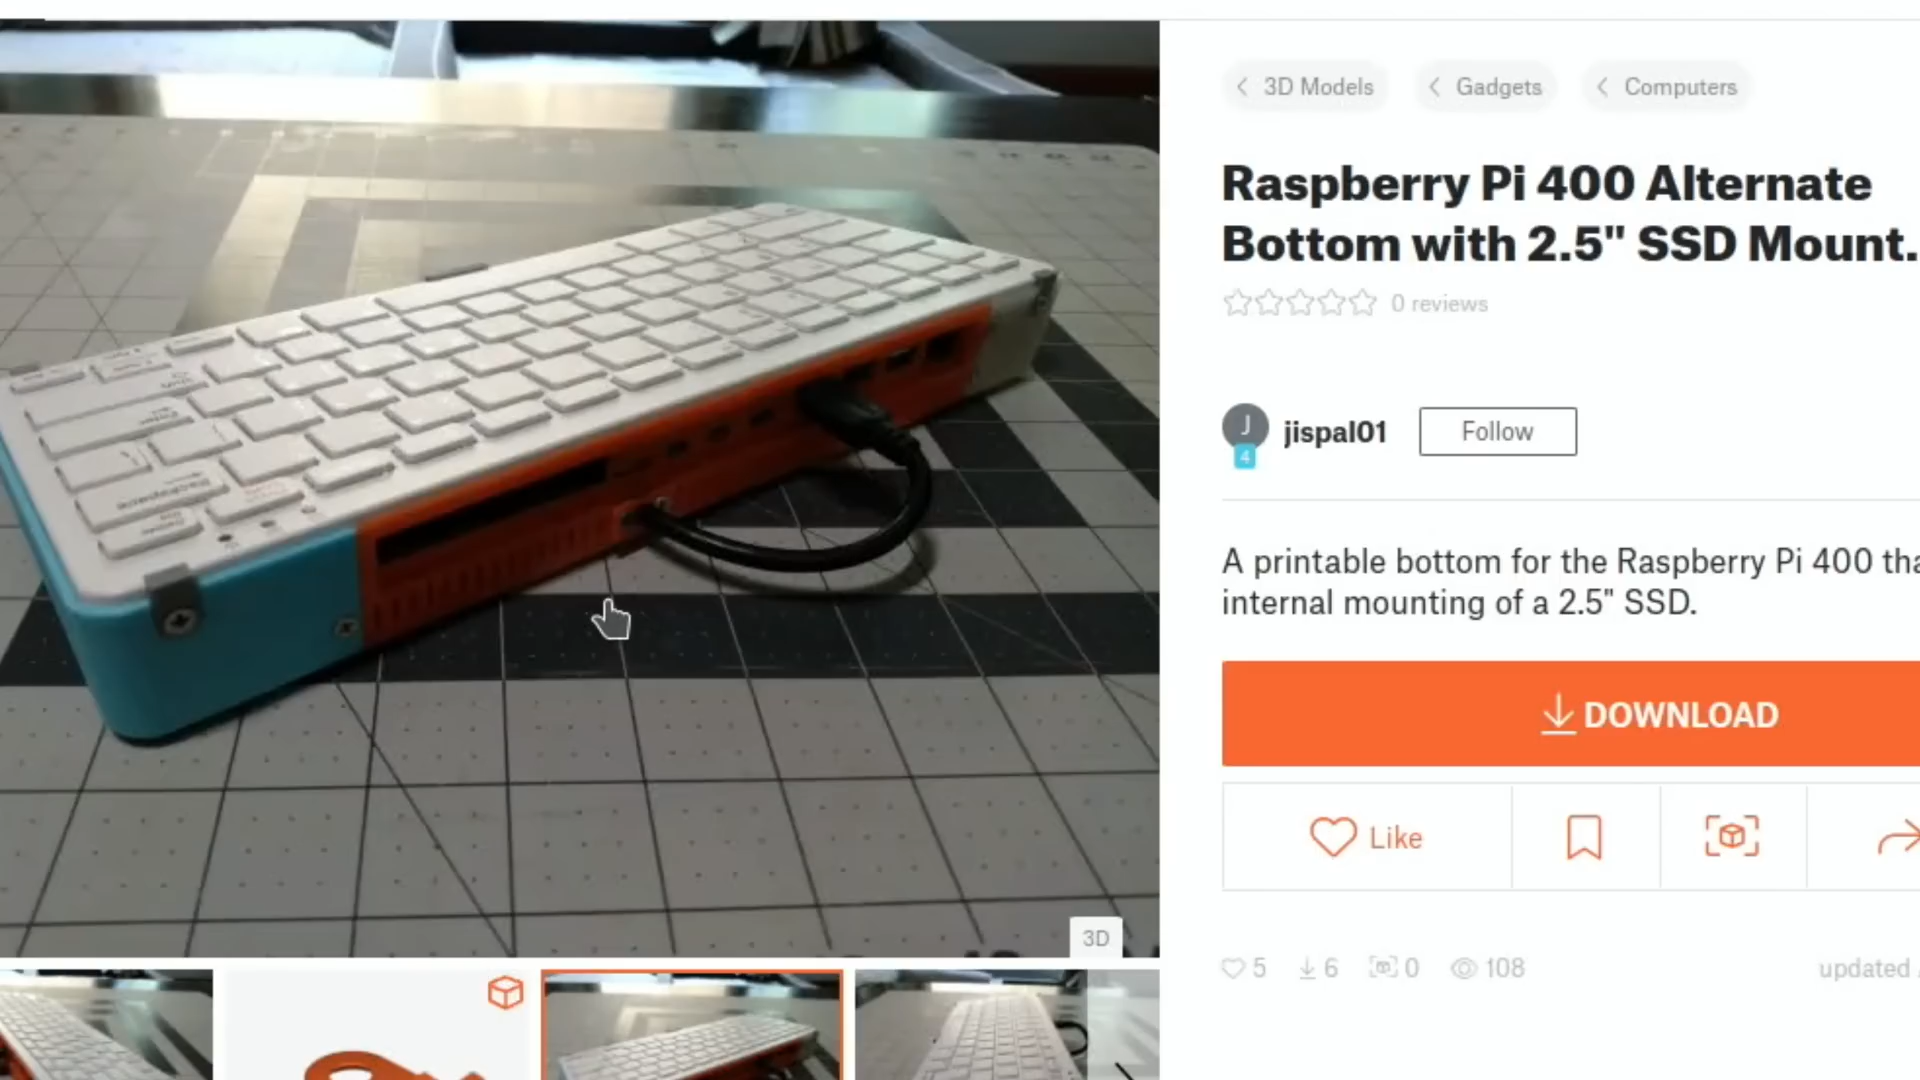 3D Models
Gadgets
Computers
Raspberry Pi 400 Alternate
Bottom with 2.5" SSD Mount.
0 reviews
J
4
jispal01
Follow
A printable bottom for the Raspberry Pi 400 tha
internal mounting of a 2.5" SSD.
DOWNLOAD
Like
5
6
0
108
updated
3D
Backspace